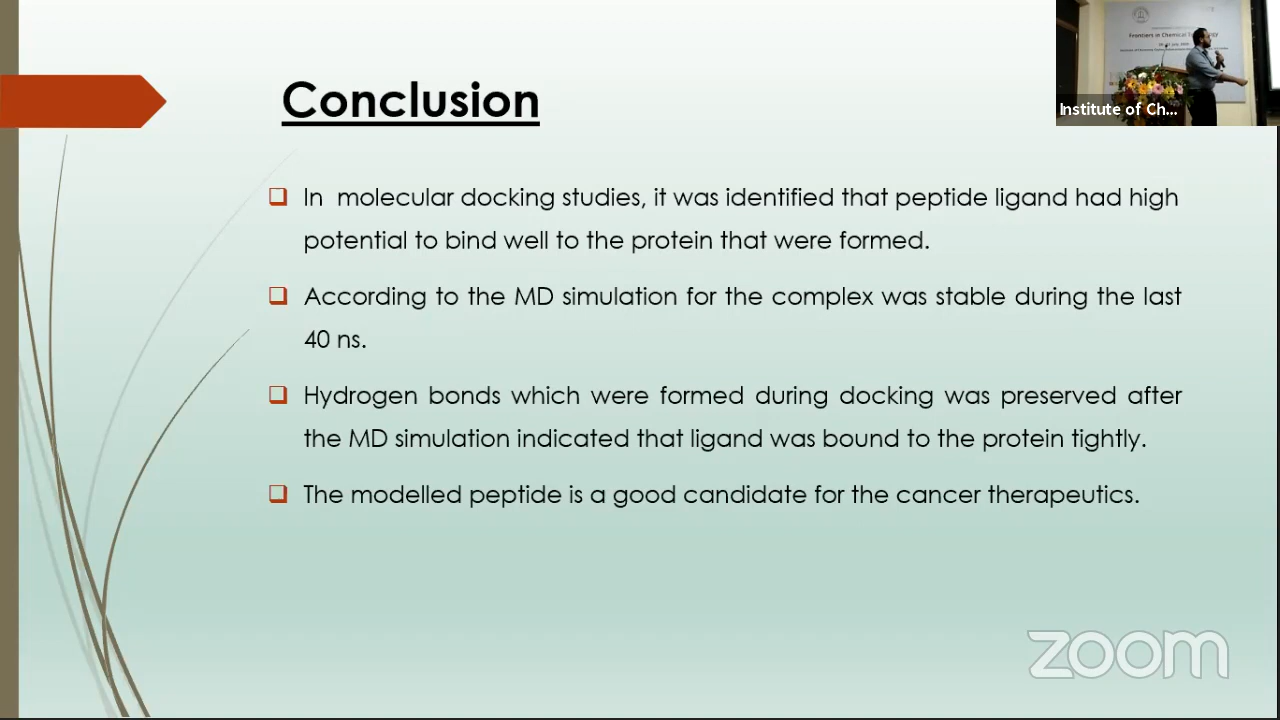 Conclusion
In molecular docking studies, it was identified that peptide ligand had high
potential to bind well to the protein that were formed.
According to the MD simulation for the complex was stable during the last
40 ns.
Hydrogen bonds which were formed during docking was preserved after
the MD simulation indicated that ligand was bound to the protein tightly.
The modelled peptide is a good candidate for the cancer therapeutics.
Frontiers in Chemical
Institute of Ch...
zoom